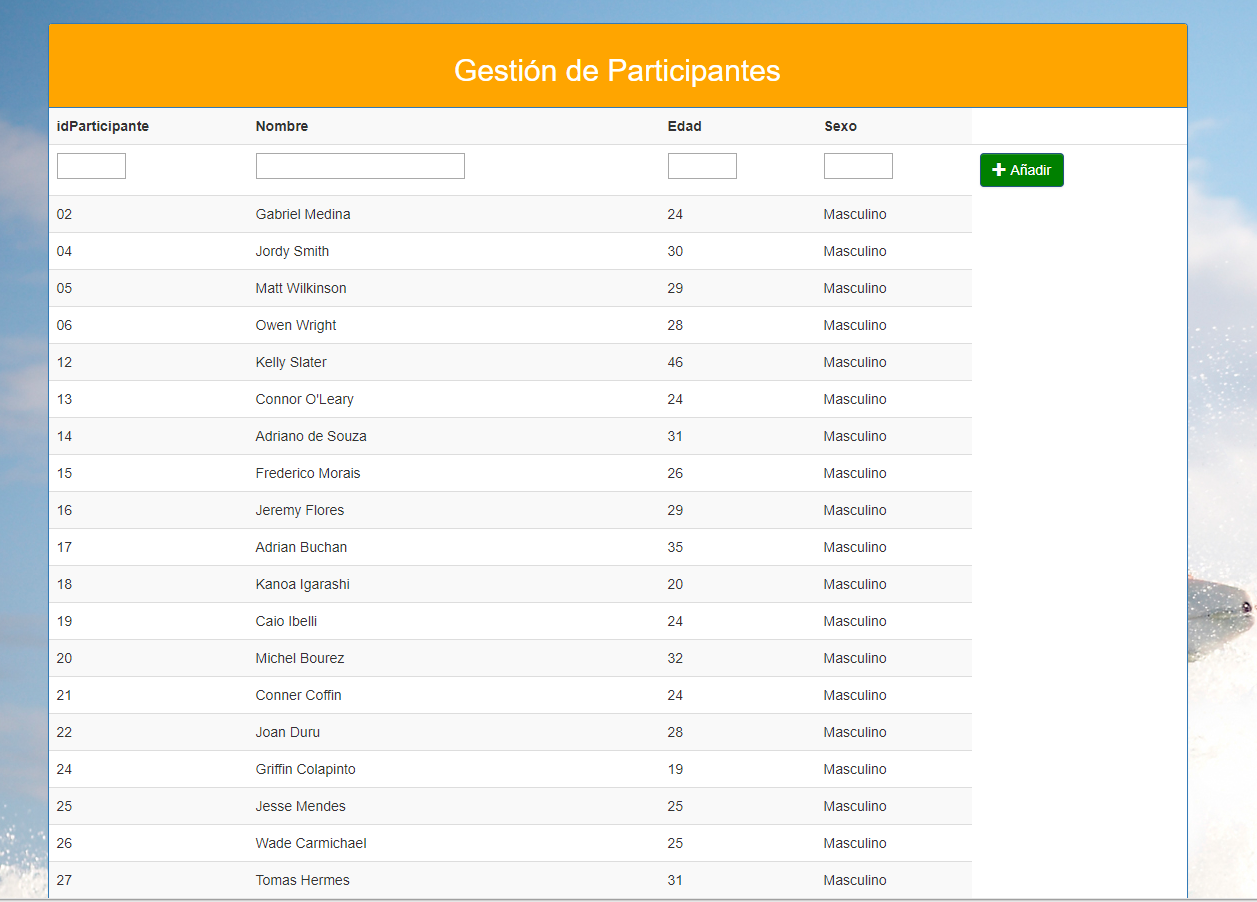 Gestión de Participantes
idParticipante Nombre Edad Sexo
Añadir
02 Gabriel Medina 24 Masculino
04 Jordy Smith 30 Masculino
05 Matt Wilkinson 29 Masculino
06 Owen Wright 28 Masculino
12 Kelly Slater 46 Masculino
13 Connor O'Leary 24 Masculino
14 Adriano de Souza 31 Masculino
15 Frederico Morais 26 Masculino
16 Jeremy Flores 29 Masculino
17 Adrian Buchan 35 Masculino
18 Kanoa Igarashi 20 Masculino
19 Caio Ibelli 24 Masculino
20 Michel Bourez 32 Masculino
21 Conner Coffin 24 Masculino
22 Joan Duru 28 Masculino
24 Griffin Colapinto 19 Masculino
25 Jesse Mendes 25 Masculino
26 Wade Carmichael 25 Masculino
27 Tomas Hermes 31 Masculino